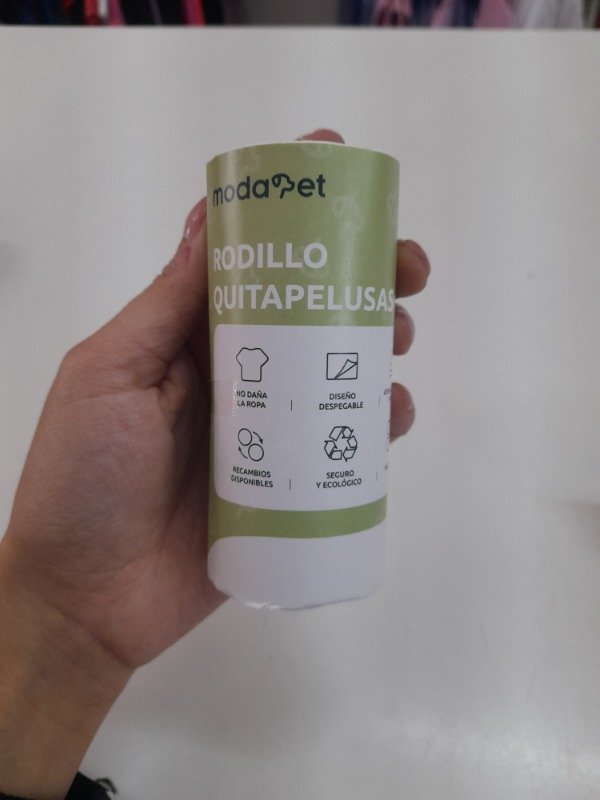 modapet
RODILLO
QUITAPELUSAS
NO DAÑA
LA ROPA
DISEÑO
DESPEGABLE
RECAMBIOS
DISPONIBLES
SEGURO
Y ECOLÓGICO